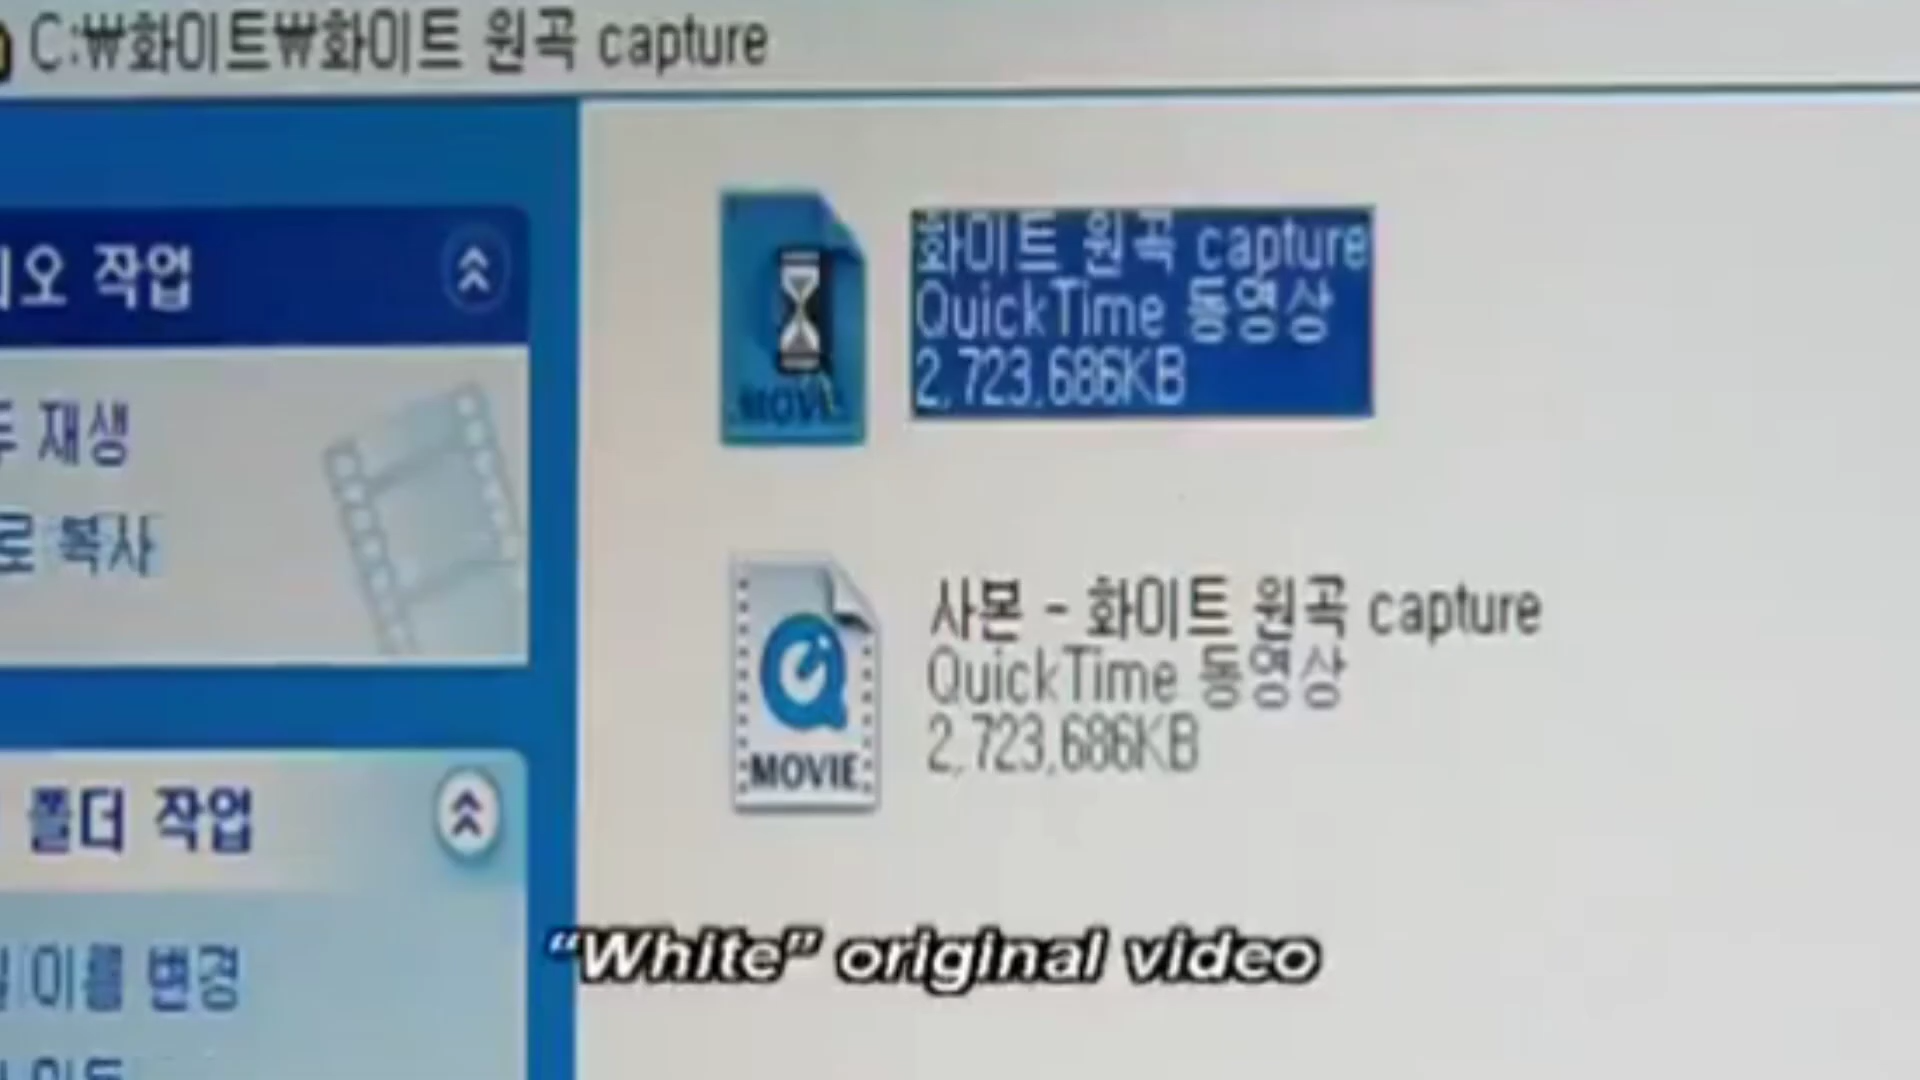 C:₩화이트₩화이트 원곡 capture
오 작업
재생
로 복사
폴더 작업
이름 변경
화이트 원곡 capture
QuickTime 동영상
2,723,686KB
MOVIE
사본 - 화이트 원곡 capture
QuickTime 동영상
2,723,686KB
MOVIE
“White” original video